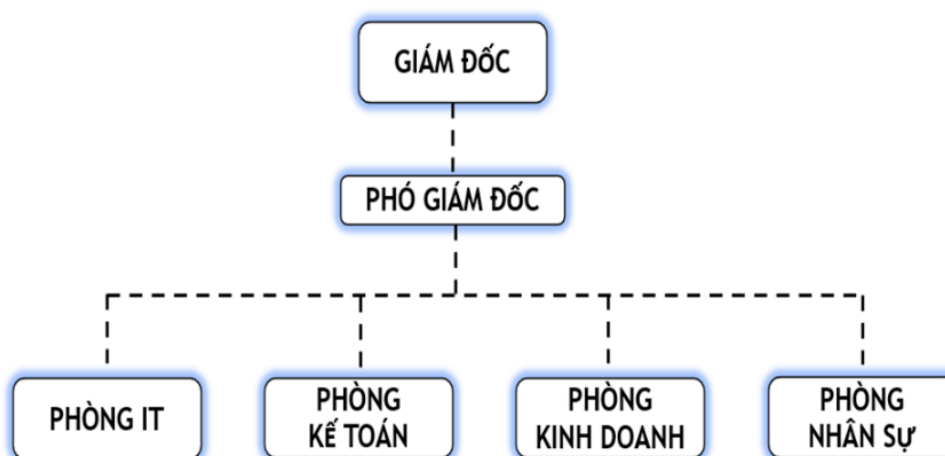 GIÁM ĐỐC
PHÓ GIÁM ĐỐC
PHÒNG IT
PHÒNG
KẾ TOÁN
PHÒNG
KINH DOANH
PHÒNG
NHÂN SỰ